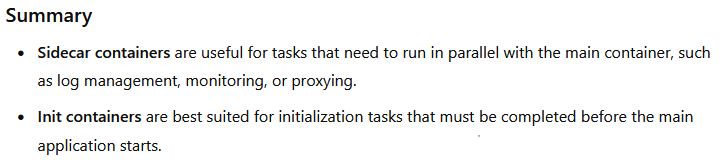 Summary
• Sidecar containers are useful for tasks that need to run in parallel with the main container, such
as log management, monitoring, or proxying.
• Init containers are best suited for initialization tasks that must be completed before the main
application starts.